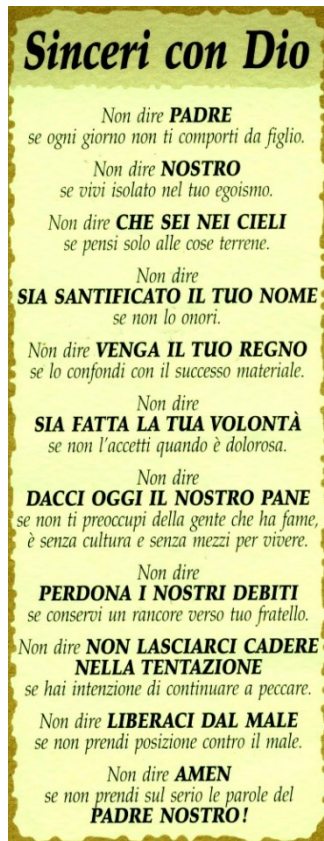 Sinceri con Dio
Non dire PADRE
se ogni giorno non ti comporti da figlio.
Non dire NOSTRO
se vivi isolato nel tuo egoismo.
Non dire CHE SEI NEI CIELI
se pensi solo alle cose terrene.
Non dire
SIA SANTIFICATO IL TUO NOME
se non lo onori.
Non dire VENGA IL TUO REGNO
se lo confondi con il successo materiale.
Non dire
SIA FATTA LA TUA VOLONTÀ
se non l'accetti quando è dolorosa.
Non dire
DACCI OGGI IL NOSTRO PANE
se non ti preoccupi della gente che ha fame,
è senza cultura e senza mezzi per vivere.
Non dire
PERDONA I NOSTRI DEBITI
se conservi un rancore verso tuo fratello.
Non dire NON LASCIARCI CADERE
NELLA TENTAZIONE
se hai intenzione di continuare a peccare.
Non dire LIBERACI DAL MALE
se non prendi posizione contro il male.
Non dire AMEN
se non prendi sul serio le parole del
PADRE NOSTRO!